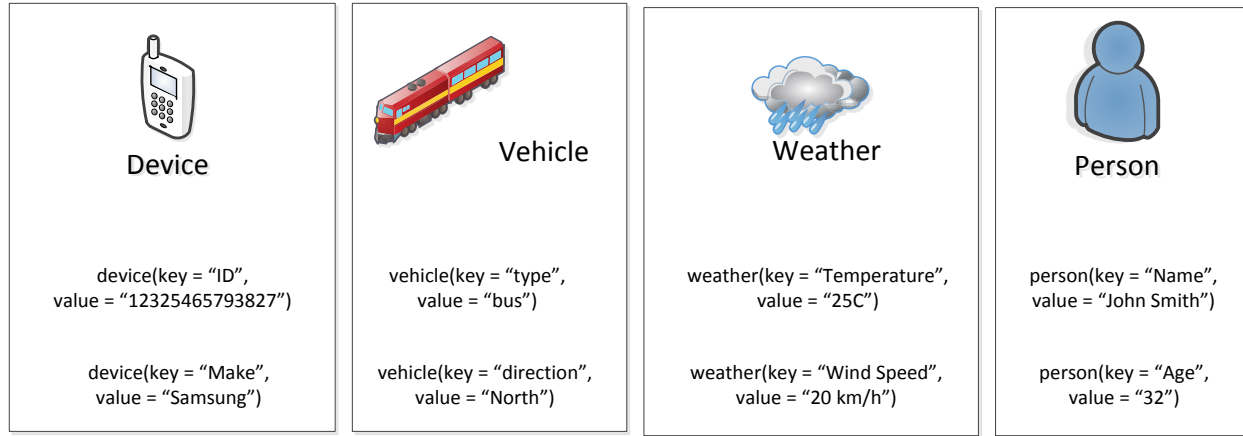 Device
device(key = “ID”,
value = “12325465793827”)
device(key = “Make”,
value = “Samsung”)
Vehicle
vehicle(key = “type”,
value = “bus”)
vehicle(key = “direction”,
value = “North”)
Weather
weather(key = “Temperature”,
value = “25C”)
weather(key = “Wind Speed”,
value = “20 km/h”)
Person
person(key = “Name”,
value = “John Smith”)
person(key = “Age”,
value = “32”)